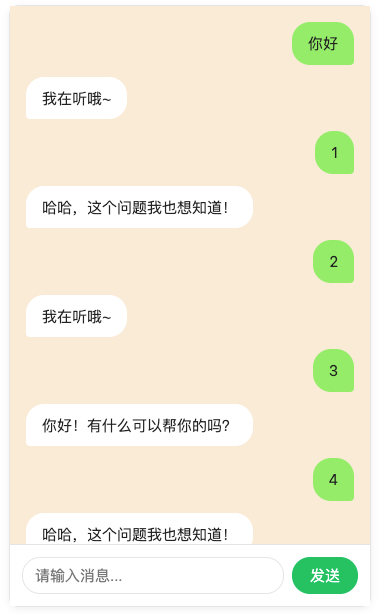 你好
我在听哦~
1
哈哈，这个问题我也想知道！
2
我在听哦~
3
你好！有什么可以帮你的吗?
4
哈哈，这个问题我也想知道！
请输入消息...
发送